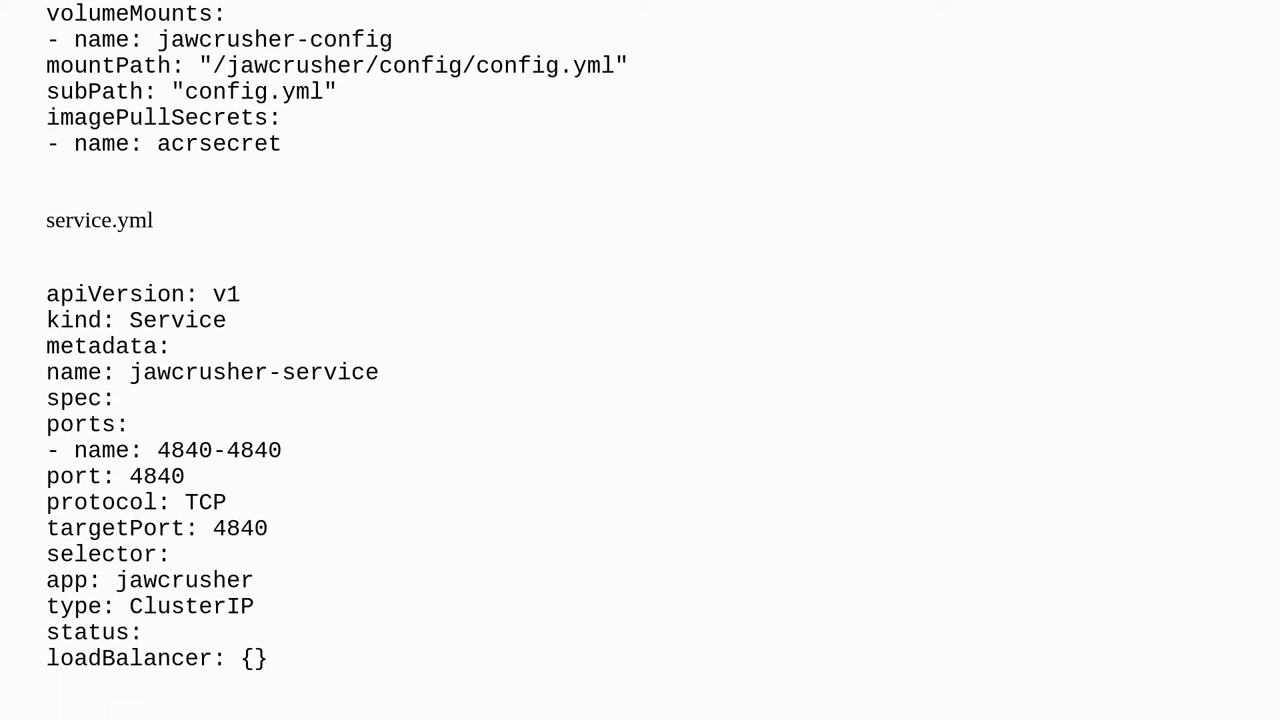 volumeMounts:
- name: jawcrusher-config
mountPath: "/jawcrusher/config/config.yml"
subPath: "config.yml"
imagePullSecrets:
- name: acrsecret
service.yml
apiVersion: v1
kind: Service
metadata:
name: jawcrusher-service
spec:
ports:
- name: 4840-4840
port: 4840
protocol: TCP
targetPort: 4840
selector:
app: jawcrusher
type: ClusterIP
status:
loadBalancer: {}